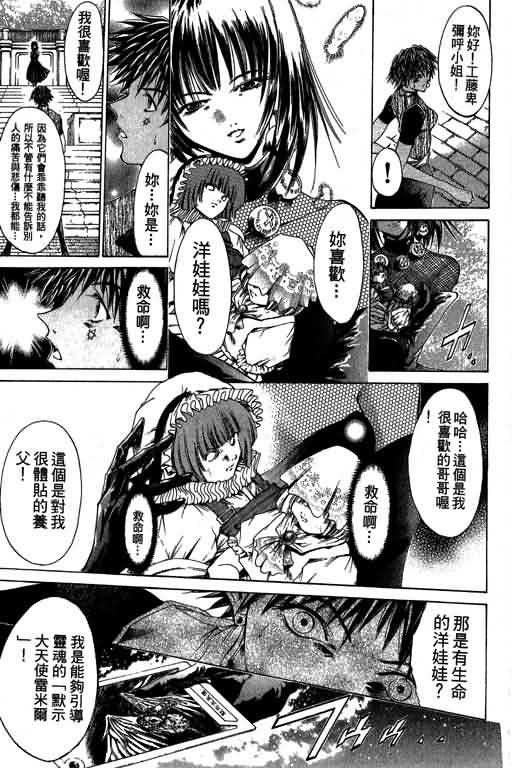 妳好！工藤卑
彌呼小姐！
！
妳喜歡…
洋娃娃嗎？
妳…妳是…
我很喜歡喔！
因為它們會乖乖聽我的話，
所以不管有什麼不能告訴別
人的痛苦與悲傷…我都能…
救命啊…
哈哈…這個是我
很喜歡的哥哥喔
！
救命啊…
救命啊…
這個是對我
很體貼的養
父！
那是有生命
的洋娃娃？
我是能夠引導
靈魂的「默示
大天使雷米爾
」！